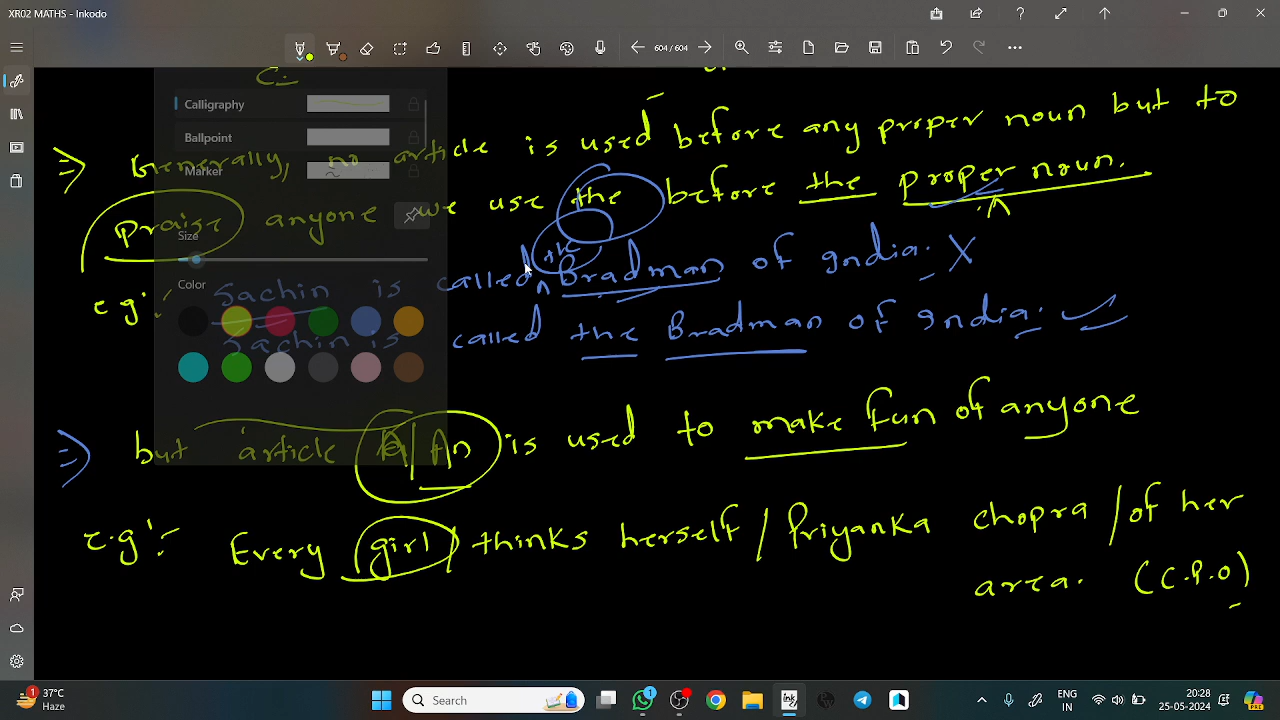 XR02 MATHS - Inkodo
604/604
⇒ Generally, no article is used before any proper noun but to
praise anyone we use the before the proper noun.
the
e.g:- Sachin is called Bradman of India. X
Sachin is called the Bradman of India. ✓
⇒ but article A/An is used to make fun of anyone
e.g:- Every girl / thinks herself / Priyanka chopra / of her
area. (C.P.O)
Calligraphy
Ballpoint
Marker
Size
Color
1
37°C
Haze
Search
1
ENG
IN
20:28
25-05-2024